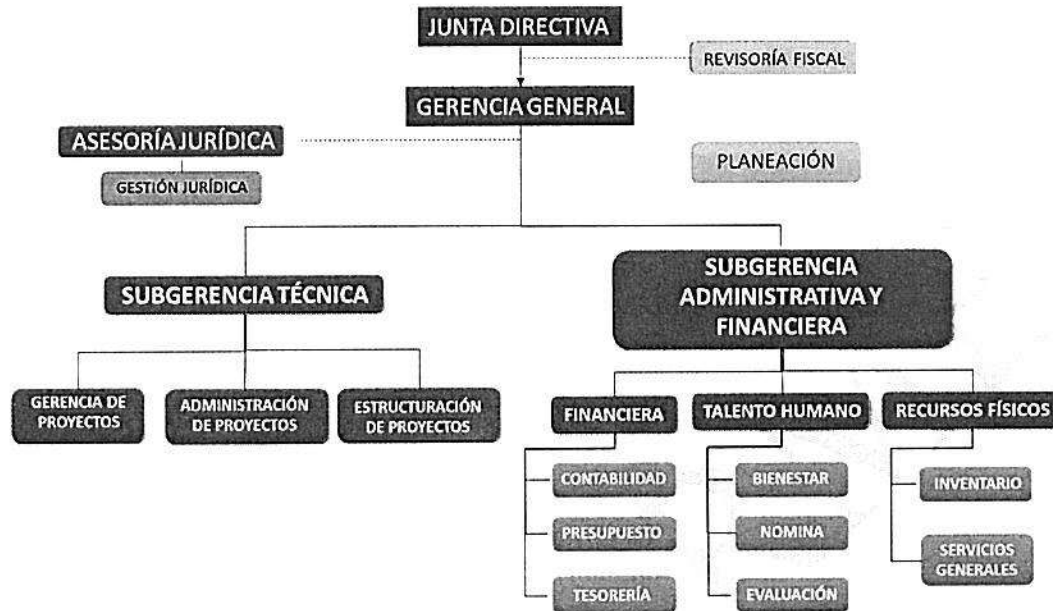 JUNTA DIRECTIVA
REVISORÍA FISCAL
GERENCIA GENERAL
ASESORÍA JURÍDICA
GESTIÓN JURÍDICA
PLANEACIÓN
SUBGERENCIA TÉCNICA
SUBGERENCIA
ADMINISTRATIVA Y
FINANCIERA
GERENCIA DE
PROYECTOS
ADMINISTRACIÓN
DE PROYECTOS
ESTRUCTURACIÓN
DE PROYECTOS
FINANCIERA
TALENTO HUMANO
RECURSOS FÍSICOS
CONTABILIDAD
BIENESTAR
INVENTARIO
PRESUPUESTO
NOMINA
SERVICIOS
GENERALES
TESORERÍA
EVALUACIÓN